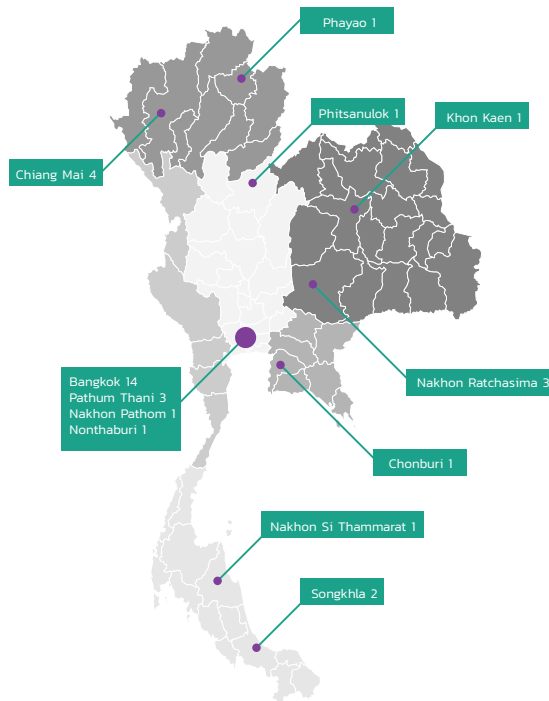 Phayao 1
Phitsanulok 1
Khon Kaen 1
Chiang Mai 4
Bangkok 14
Pathum Thani 3
Nakhon Pathom 1
Nonthaburi 1
Nakhon Ratchasima 3
Chonburi 1
Nakhon Si Thammarat 1
Songkhla 2